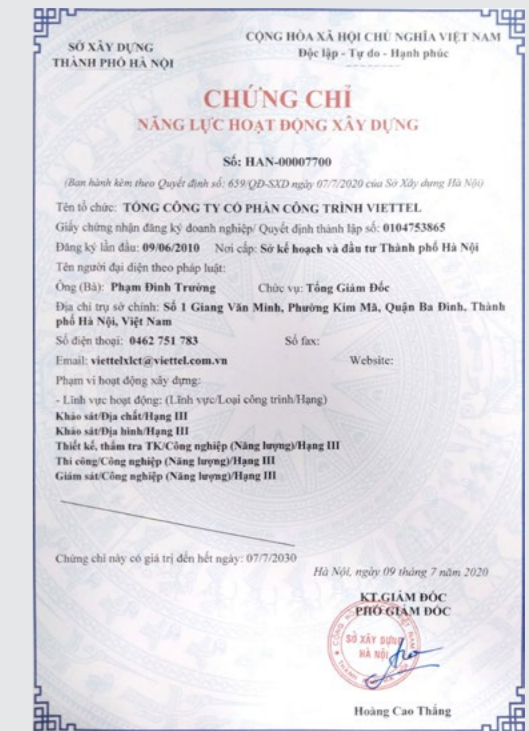 SỞ XÂY DỰNG
THÀNH PHỐ HÀ NỘI
CỘNG HÒA XÃ HỘI CHỦ NGHĨA VIỆT NAM
Độc lập - Tự do - Hạnh phúc
CHỨNG CHỈ
NĂNG LỰC HOẠT ĐỘNG XÂY DỰNG
Số: HAN-00007700
(Ban hành kèm theo Quyết định số: 659/QĐ-SXD ngày 07/7/2020 của Sở Xây dựng Hà Nội)
Tên tổ chức: TỔNG CÔNG TY CỔ PHẦN CÔNG TRÌNH VIETTEL
Giấy chứng nhận đăng ký doanh nghiệp/ Quyết định thành lập số: 0104753865
Đăng ký lần đầu: 09/06/2010 Nơi cấp: Sở kế hoạch và đầu tư Thành phố Hà Nội
Tên người đại diện theo pháp luật:
Ông (Bà): Phạm Đình Trường Chức vụ: Tổng Giám Đốc
Địa chỉ trụ sở chính: Số 1 Giang Văn Minh, Phường Kim Mã, Quận Ba Đình, Thành
phố Hà Nội, Việt Nam
Số điện thoại: 0462 751 783 Số fax:
Email: viettelxlct@viettel.com.vn Website:
Phạm vi hoạt động xây dựng:
- Lĩnh vực hoạt động: (Lĩnh vực/Loại công trình/Hạng)
Khảo sát/Địa chất/Hạng III
Khảo sát/Địa hình/Hạng III
Thiết kế, thẩm tra TK/Công nghiệp (Năng lượng)/Hạng III
Thi công/Công nghiệp (Năng lượng)/Hạng III
Giám sát/Công nghiệp (Năng lượng)/Hạng III
Chứng chỉ này có giá trị đến hết ngày: 07/7/2030
Hà Nội, ngày 09 tháng 7 năm 2020
KT.GIÁM ĐỐC
PHÓ GIÁM ĐỐC
SỞ XÂY DỰNG
HÀ NỘI
Hoàng Cao Thắng